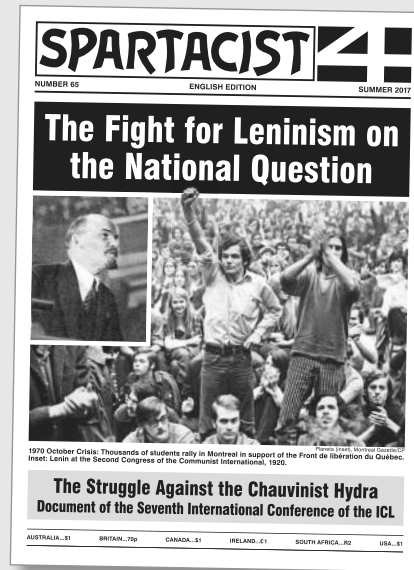 SPARTACIST
NUMBER 65
ENGLISH EDITION
SUMMER 2017
The Fight for Leninism on
the National Question
Planeta (inset), Montreal Gazette/CP
1970 October Crisis: Thousands of students rally in Montreal in support of the Front de libération du Québec.
Inset: Lenin at the Second Congress of the Communist International, 1920.
The Struggle Against the Chauvinist Hydra
Document of the Seventh International Conference of the ICL
AUSTRALIA...$1
BRITAIN...70p
CANADA...$1
IRELAND...€1
SOUTH AFRICA...R2
USA...$1